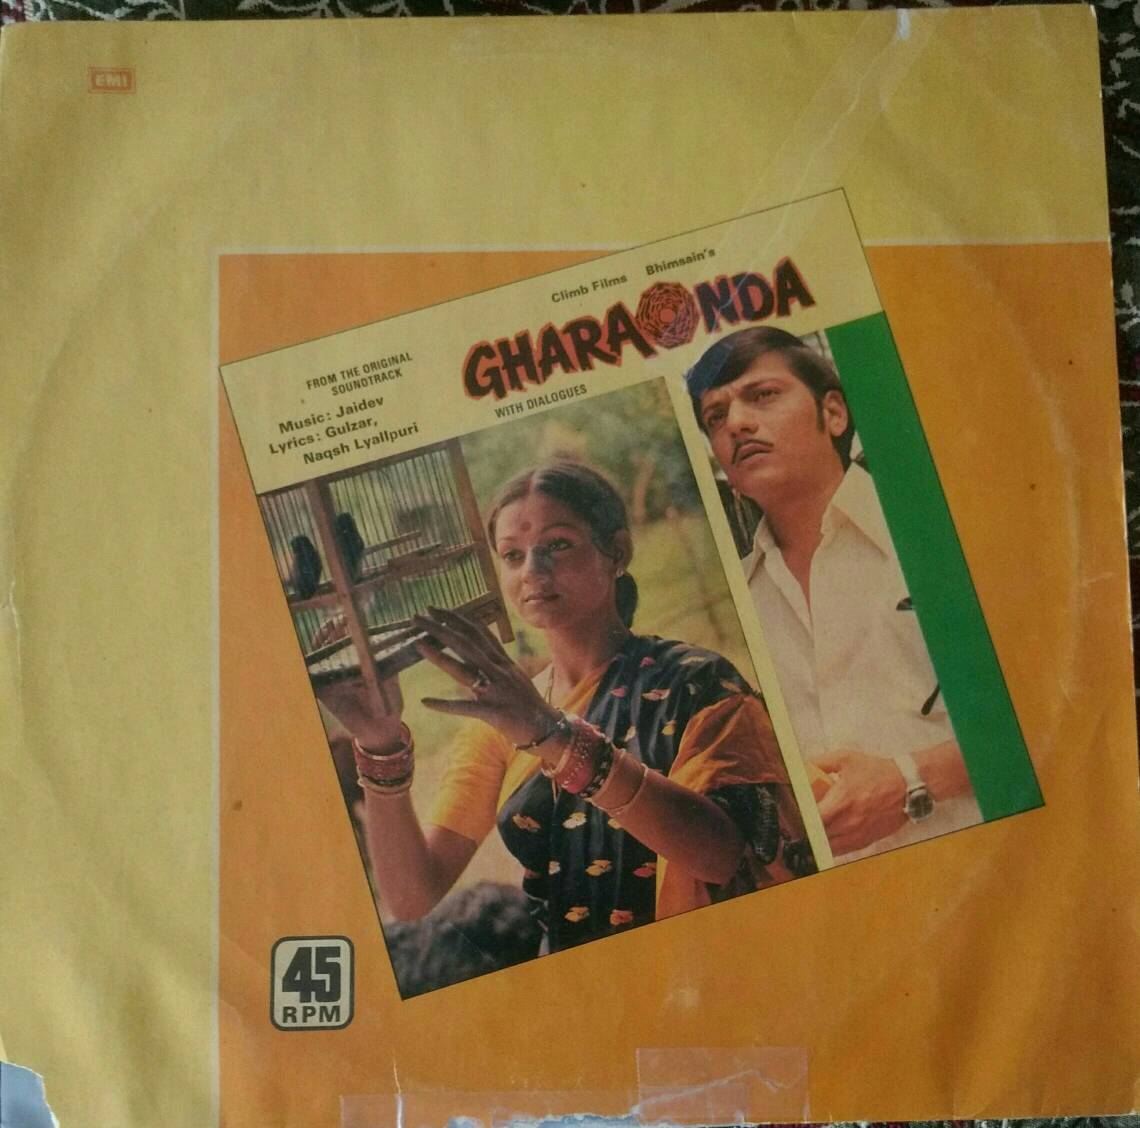 EMI
Climb Films Bhimsain's
GHARAONDA
WITH DIALOGUES
FROM THE ORIGINAL
SOUNDTRACK
Music: Jaidev
Lyrics: Gulzar,
Naqsh Lyallpuri
45
RPM